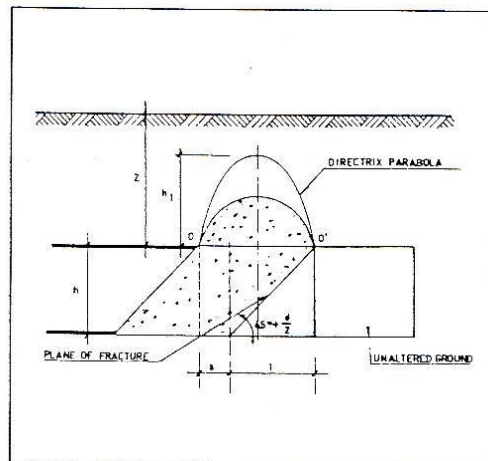 DIRECTRIX PARABOLA
Z
h1
O
O'
h
45°+ d/2
PLANE OF FRACTURE
UNALTERED GROUND
a